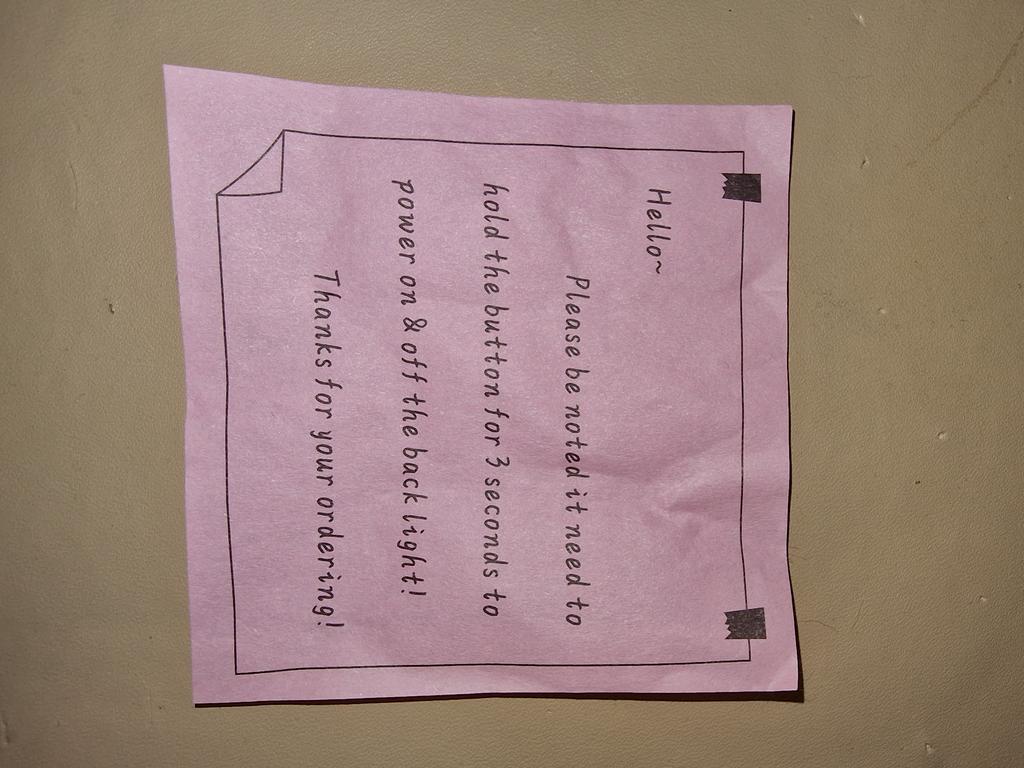 Hello~
Please be noted it need to
hold the button for 3 seconds to
power on & off the back light!
Thanks for your ordering!